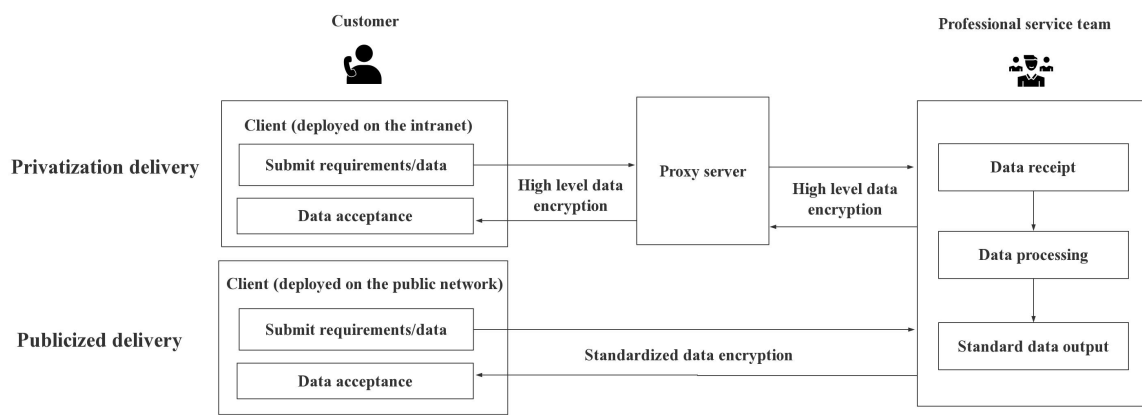 Customer
Professional service team
Client (deployed on the intranet)
Privatization delivery
Submit requirements/data
Data acceptance
High level data
encryption
Proxy server
High level data
encryption
Data receipt
Data processing
Standard data output
Client (deployed on the public network)
Publicized delivery
Submit requirements/data
Data acceptance
Standardized data encryption